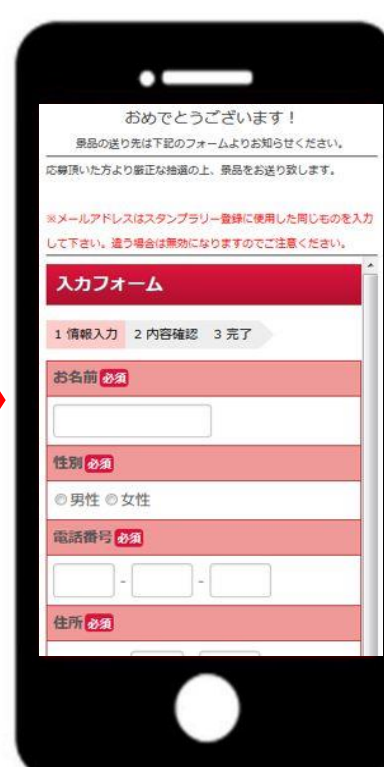 おめでとうございます！
景品の送り先は下記のフォームよりお知らせください。
応募頂いた方より厳正な抽選の上、景品をお送り致します。
※メールアドレスはスタンプラリー登録に使用した同じものを入力
して下さい。違う場合は無効になりますのでご注意ください。
入力フォーム
1 情報入力 2 内容確認 3 完了
お名前 必須
性別 必須
男性 女性
電話番号 必須
- -
住所 必須